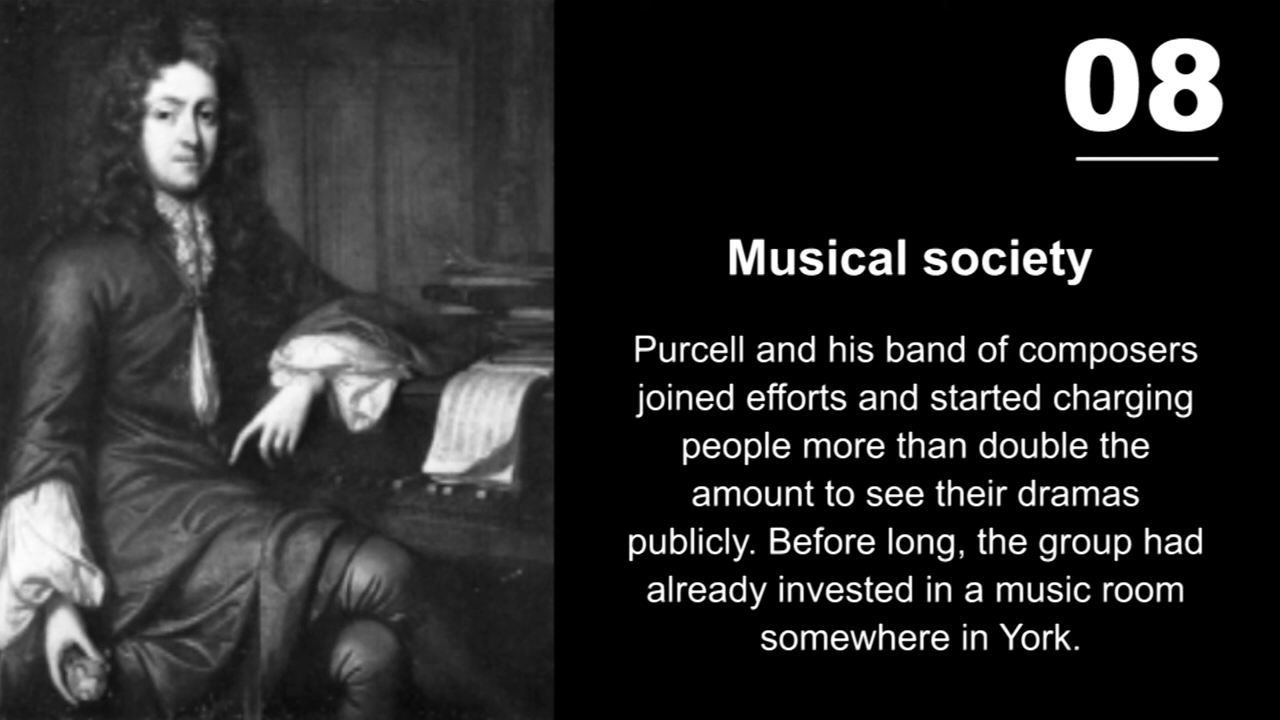 08
Musical society
Purcell and his band of composers
joined efforts and started charging
people more than double the
amount to see their dramas
publicly. Before long, the group had
already invested in a music room
somewhere in York.